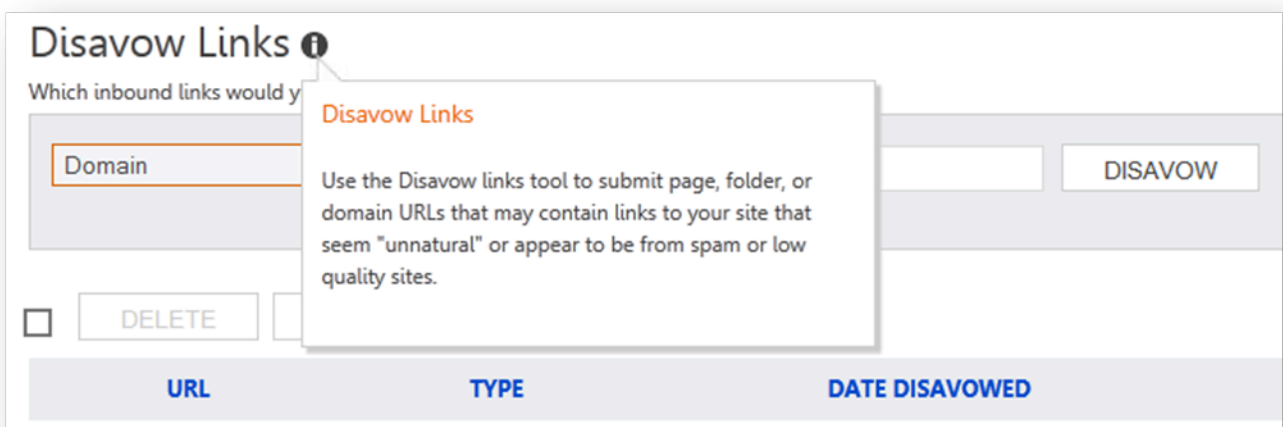 Disavow Links
Which inbound links would y
Disavow Links
Domain
Use the Disavow links tool to submit page, folder, or
domain URLs that may contain links to your site that
seem "unnatural" or appear to be from spam or low
quality sites.
DISAVOW
DELETE
URL TYPE DATE DISAVOWED